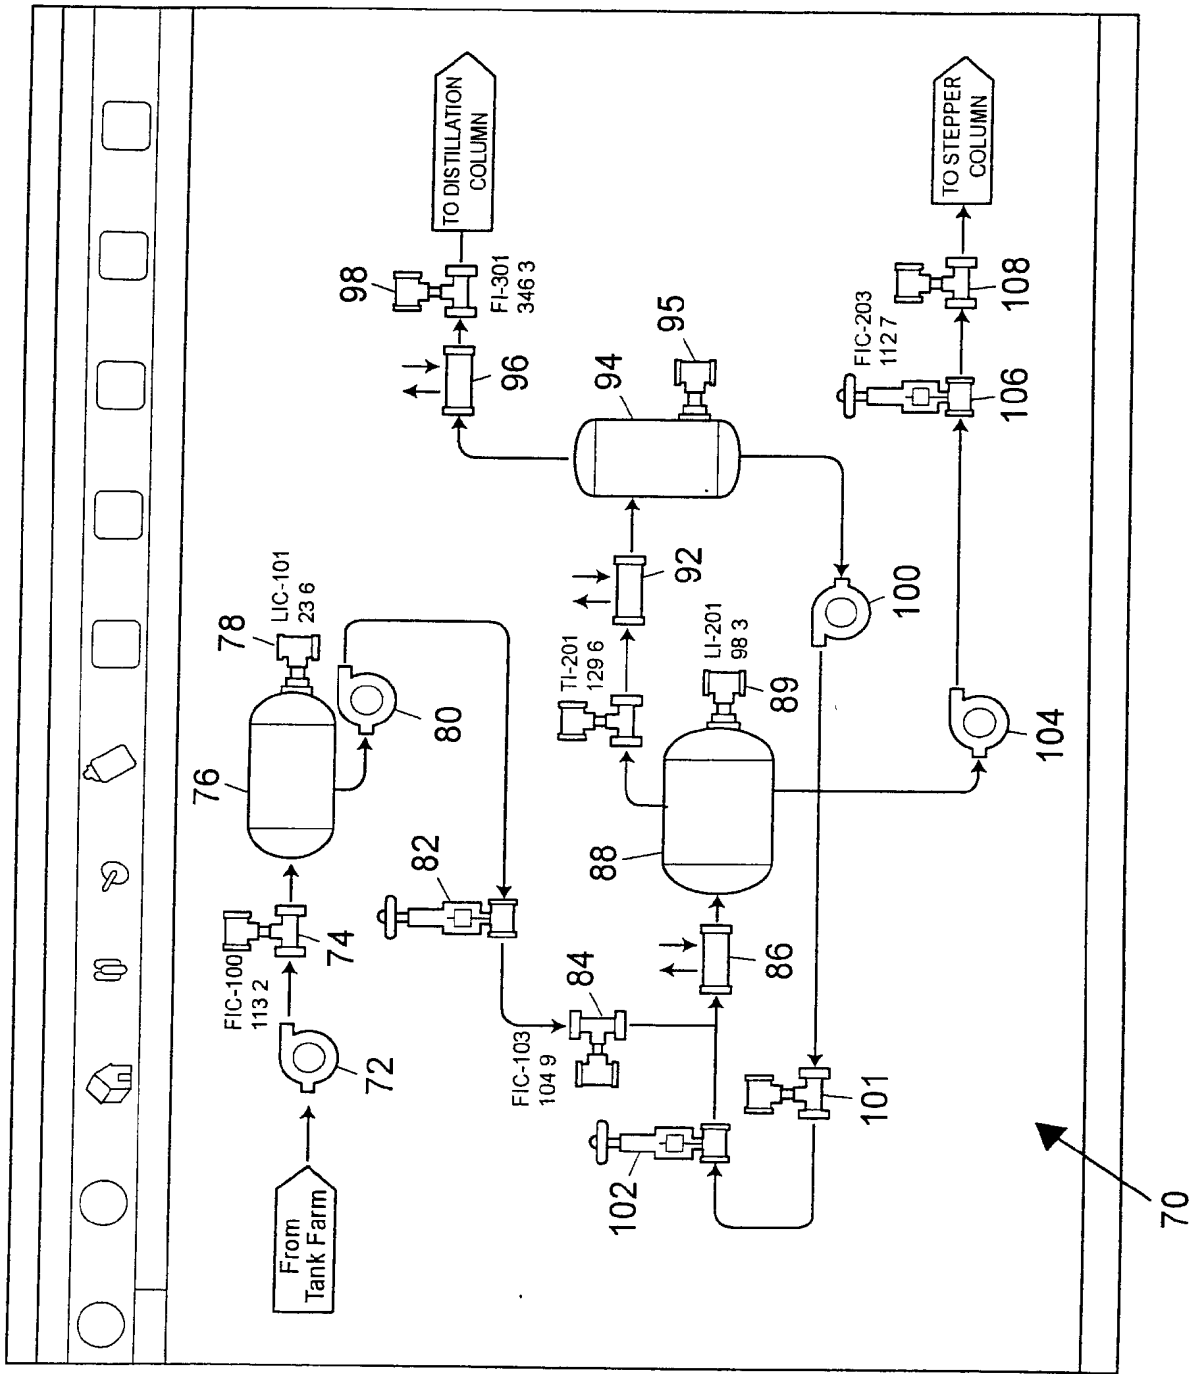 From
Tank Farm
72
FIC-100
113 2
74
76
78
LIC-101
23 6
80
82
FIC-103
104 9
84
102
86
88
TI-201
129 6
LI-201
98 3
89
92
94
95
96
98
FI-301
346 3
TO DISTILLATION
COLUMN
100
101
104
FIC-203
112 7
106
108
TO STEPPER
COLUMN
70